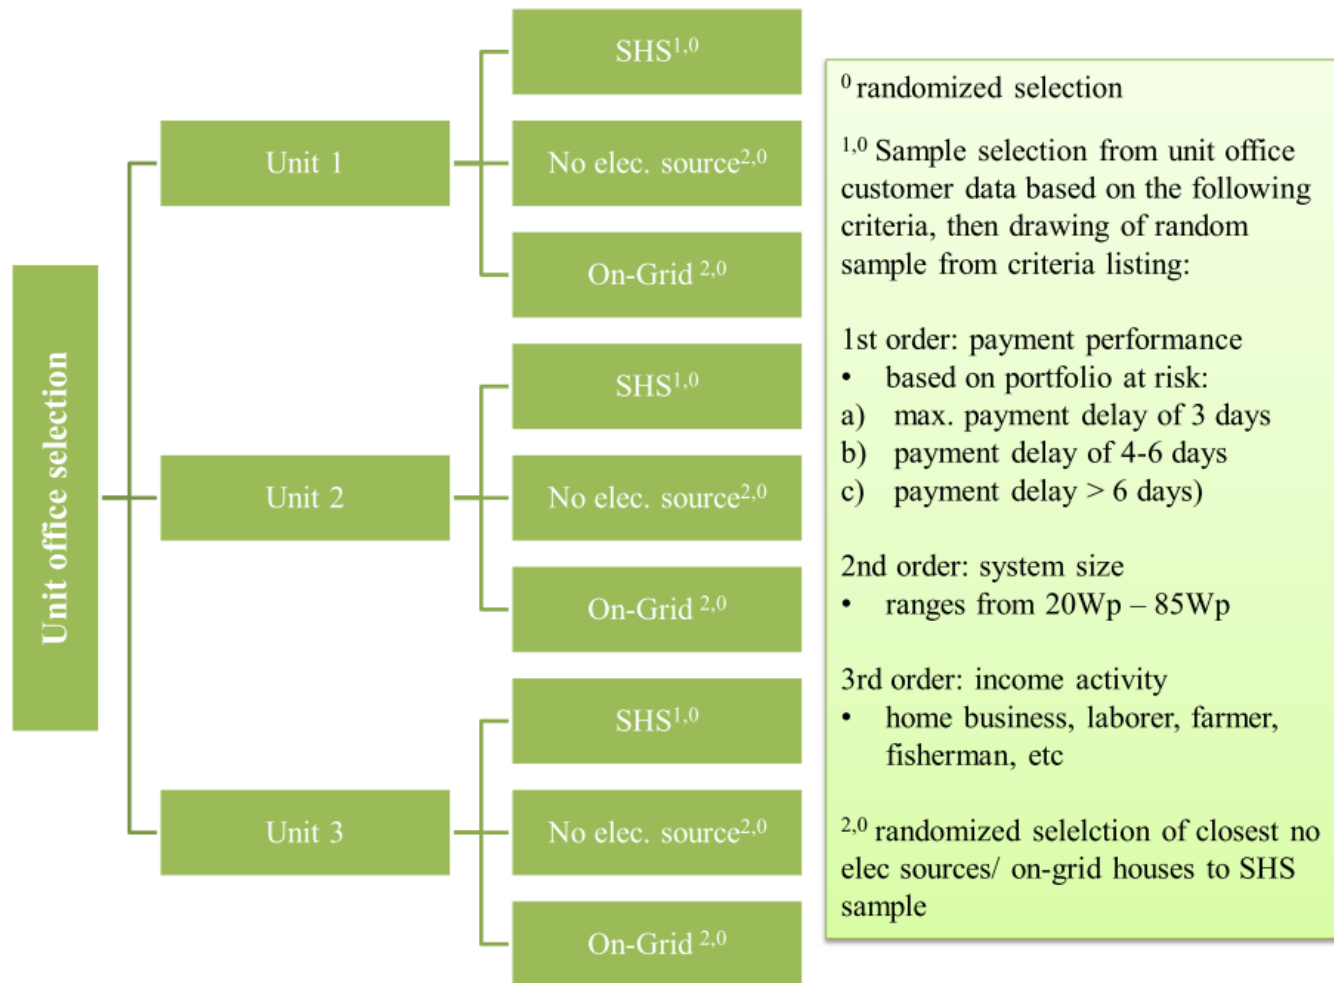 Unit office selection
Unit 1
SHS1,0
No elec. source2,0
On-Grid 2,0
Unit 2
SHS1,0
No elec. source2,0
On-Grid 2,0
Unit 3
SHS1,0
No elec. source2,0
On-Grid 2,0
0 randomized selection
1,0 Sample selection from unit office
customer data based on the following
criteria, then drawing of random
sample from criteria listing:
1st order: payment performance
• based on portfolio at risk:
a) max. payment delay of 3 days
b) payment delay of 4-6 days
c) payment delay > 6 days)
2nd order: system size
• ranges from 20Wp – 85Wp
3rd order: income activity
• home business, laborer, farmer,
fisherman, etc
2,0 randomized selelction of closest no
elec sources/ on-grid houses to SHS
sample